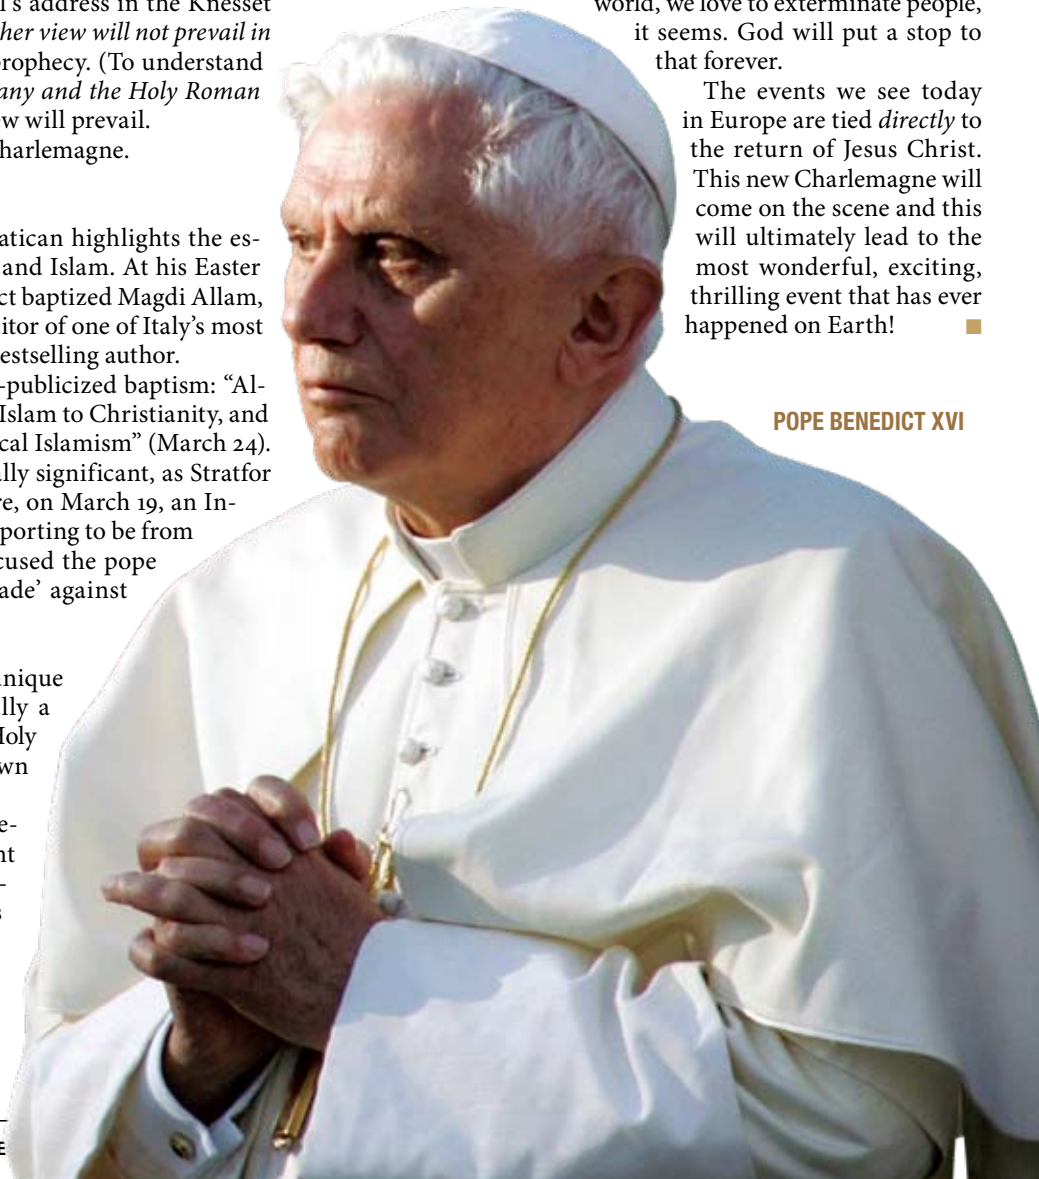 l’s address in the Knesset
her view will not prevail in
prophecy. (To understand
any and the Holy Roman
w will prevail.
harlemagne.
atican highlights the es-
and Islam. At his Easter
ct baptized Magdi Allam,
itor of one of Italy’s most
estselling author.
-publicized baptism: “Al-
Islam to Christianity, and
cal Islamism” (March 24).
ally significant, as Stratfor
re, on March 19, an In-
porting to be from
cused the pope
ade’ against
unique
lly a
Holy
wn
e-
nt
-
s
E
world, we love to exterminate people,
it seems. God will put a stop to
that forever.
The events we see today
in Europe are tied directly to
the return of Jesus Christ.
This new Charlemagne will
come on the scene and this
will ultimately lead to the
most wonderful, exciting,
thrilling event that has ever
happened on Earth! ■
POPE BENEDICT XVI